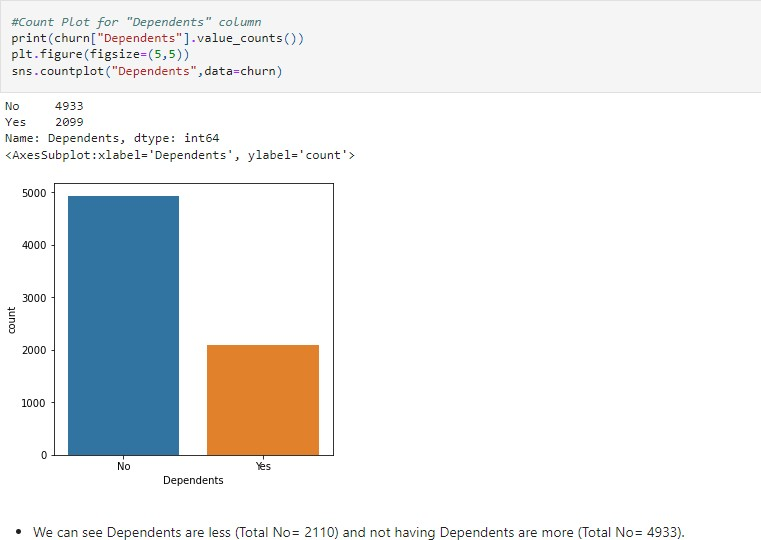 #Count Plot for "Dependents" column
print(churn["Dependents"].value_counts())
plt.figure(figsize=(5,5))
sns.countplot("Dependents",data=churn)
No     4933
Yes    2099
Name: Dependents, dtype: int64
<AxesSubplot:xlabel='Dependents', ylabel='count'>
5000
4000
3000
2000
1000
0
count
No Yes
Dependents
• We can see Dependents are less (Total No= 2110) and not having Dependents are more (Total No= 4933).